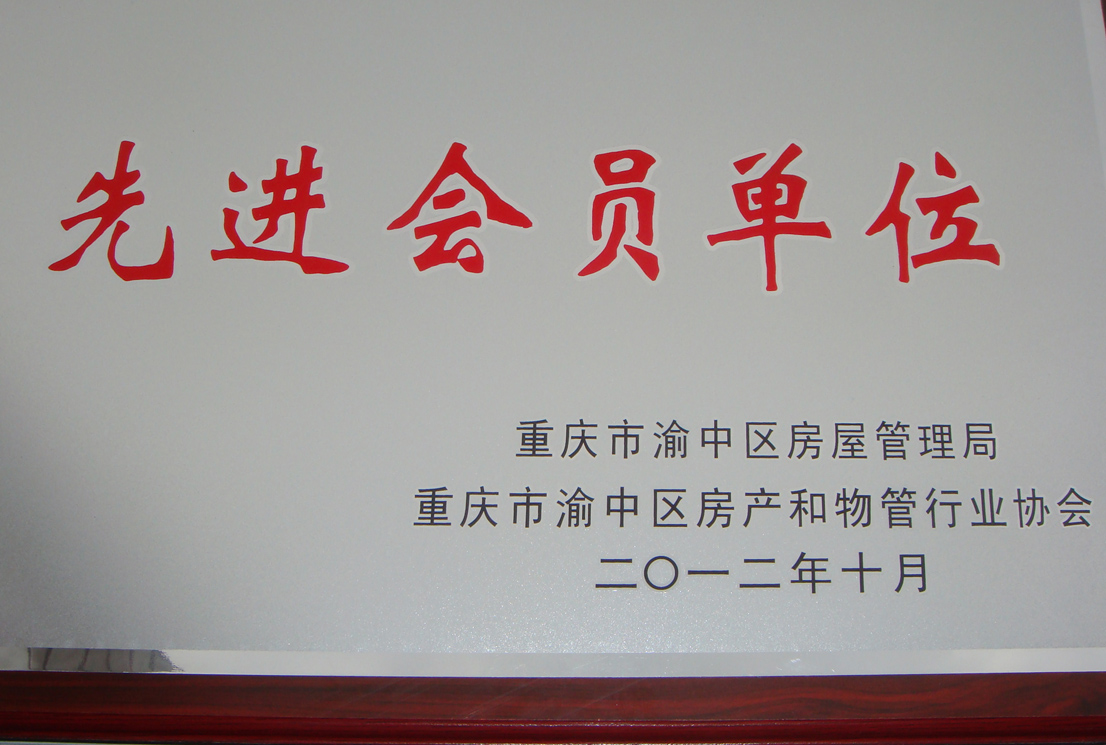 先进会员单位
重庆市渝中区房屋管理局
重庆市渝中区房产和物管行业协会
二〇一二年十月